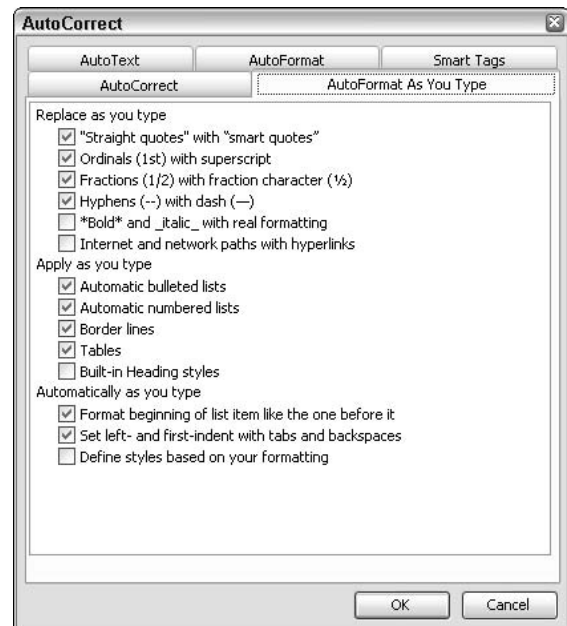 AutoCorrect
AutoText AutoFormat Smart Tags
AutoCorrect AutoFormat As You Type
Replace as you type
"Straight quotes" with “smart quotes”
Ordinals (1st) with superscript
Fractions (1/2) with fraction character (½)
Hyphens (--) with dash (—)
*Bold* and _italic_ with real formatting
Internet and network paths with hyperlinks
Apply as you type
Automatic bulleted lists
Automatic numbered lists
Border lines
Tables
Built-in Heading styles
Automatically as you type
Format beginning of list item like the one before it
Set left- and first-indent with tabs and backspaces
Define styles based on your formatting
OK Cancel